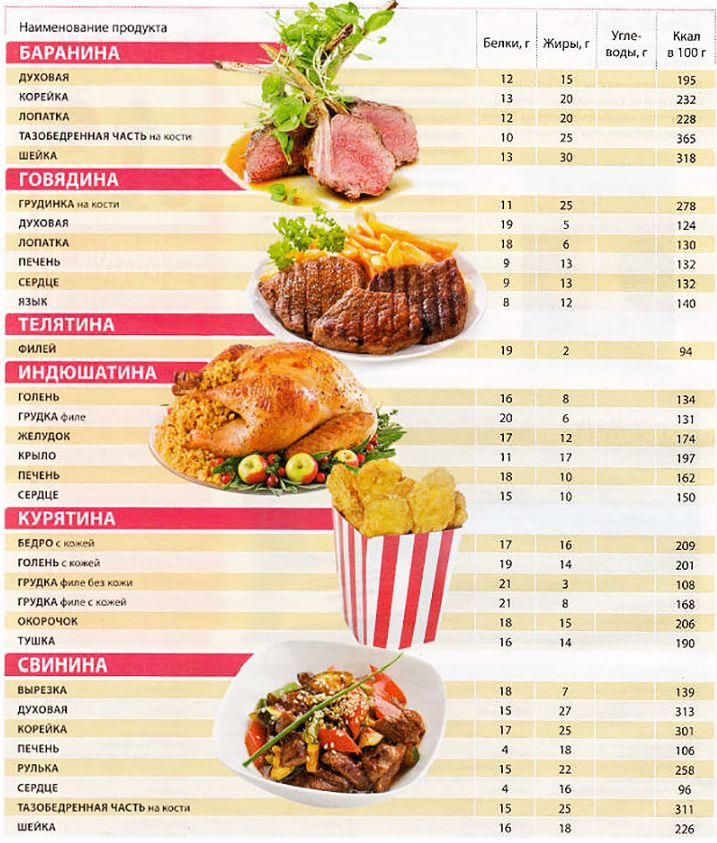 Наименование продукта Белки, г Жиры, г Угле- Ккал
воды, г в 100 г
БАРАНИНА
ДУХОВАЯ 12 15 195
КОРЕЙКА 13 20 232
ЛОПАТКА 12 20 228
ТАЗОБЕДРЕННАЯ ЧАСТЬ на кости 10 25 365
ШЕЙКА 13 30 318
ГОВЯДИНА
ГРУДИНКА на кости 11 25 278
ДУХОВАЯ 19 5 124
ЛОПАТКА 18 6 130
ПЕЧЕНЬ 9 13 132
СЕРДЦЕ 9 13 132
ЯЗЫК 8 12 140
ТЕЛЯТИНА
ФИЛЕЙ 19 2 94
ИНДЮШАТИНА
ГОЛЕНЬ 16 8 134
ГРУДКА филе 20 6 131
ЖЕЛУДОК 17 12 174
КРЫЛО 11 17 197
ПЕЧЕНЬ 18 10 162
СЕРДЦЕ 15 10 150
КУРЯТИНА
БЕДРО с кожей 17 16 209
ГОЛЕНЬ с кожей 19 14 201
ГРУДКА филе без кожи 21 3 108
ГРУДКА филе с кожей 21 8 168
ОКОРОЧОК 18 15 206
ТУШКА 16 14 190
СВИНИНА
ВЫРЕЗКА 18 7 139
ДУХОВАЯ 15 27 313
КОРЕЙКА 17 25 301
ПЕЧЕНЬ 4 18 106
РУЛЬКА 15 22 258
СЕРДЦЕ 4 16 96
ТАЗОБЕДРЕННАЯ ЧАСТЬ на кости 15 25 311
ШЕЙКА 16 18 226